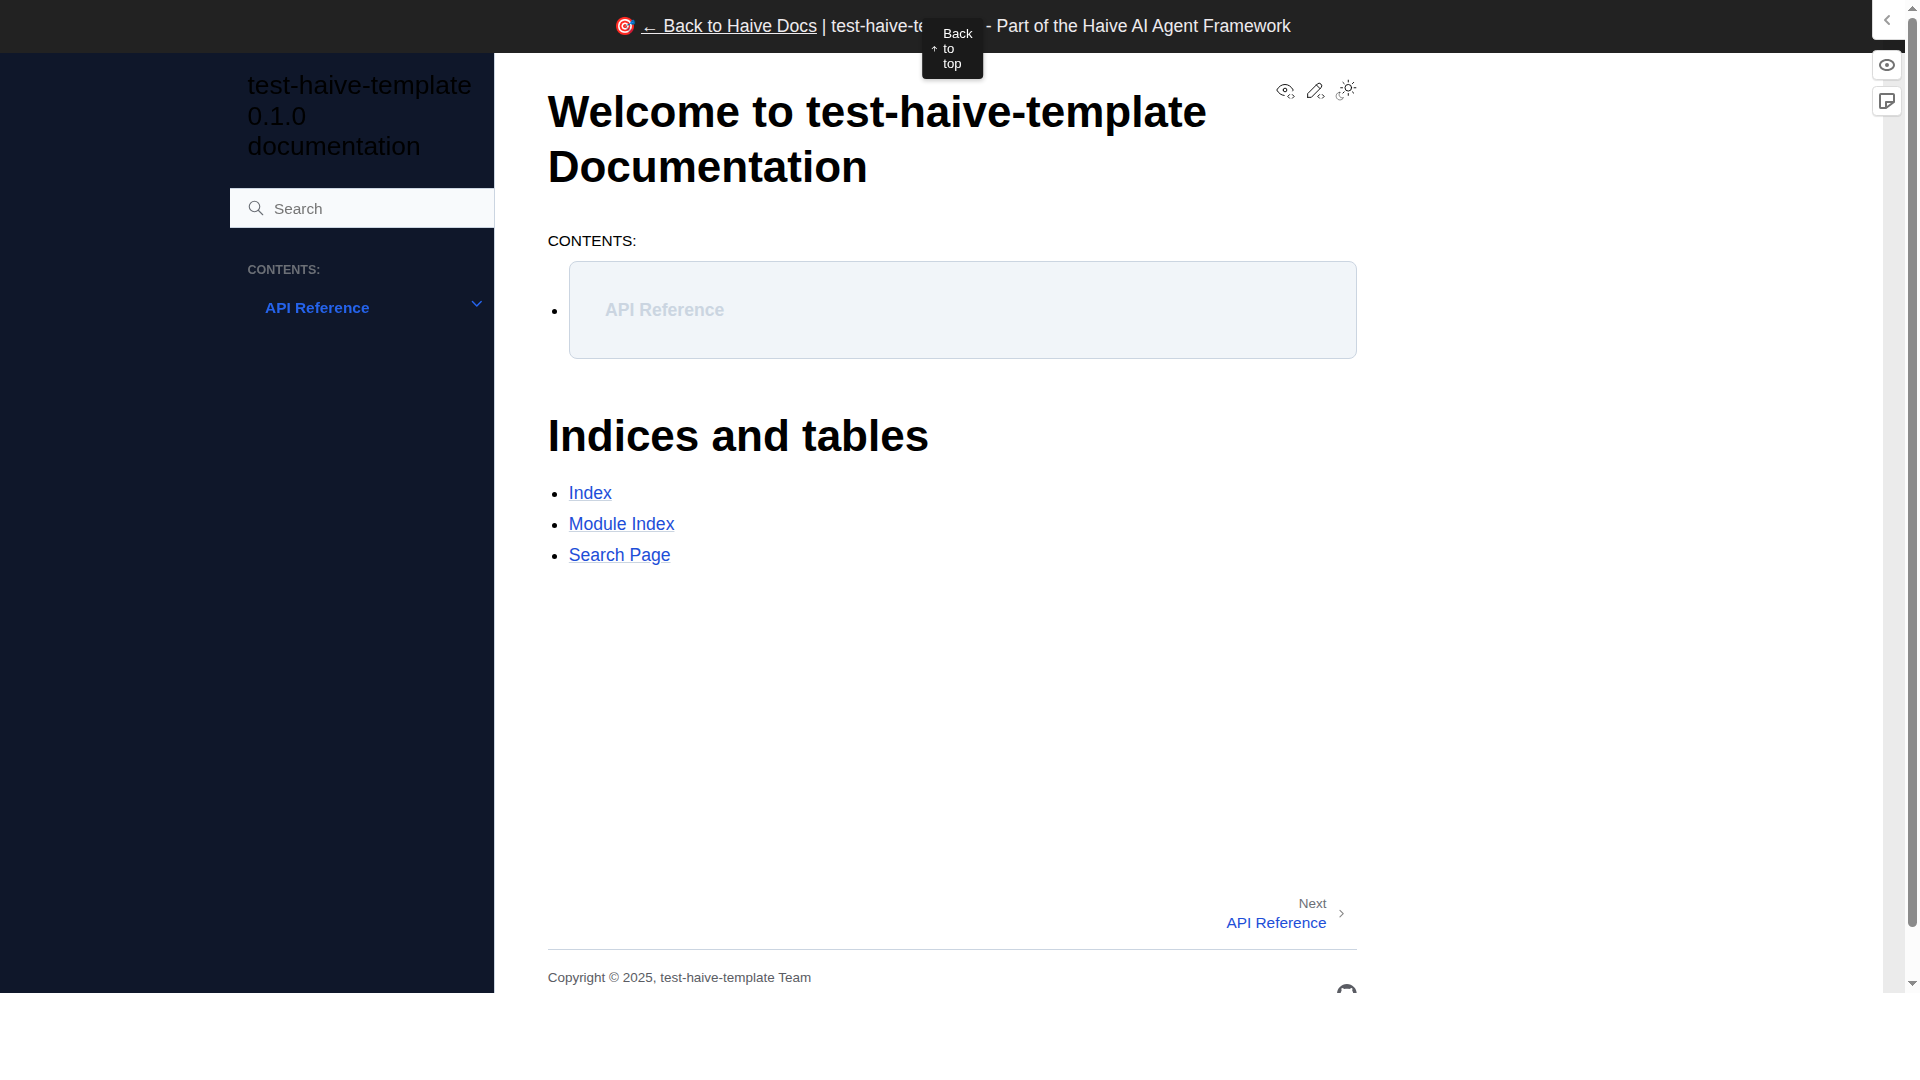 🎯 ← Back to Haive Docs | test-haive-te - Part of the Haive AI Agent Framework
Back
to
top
test-haive-template
0.1.0
documentation
Search
CONTENTS:
API Reference
Welcome to test-haive-template
Documentation
CONTENTS:
API Reference
Indices and tables
Index
Module Index
Search Page
Next
API Reference
Copyright © 2025, test-haive-template Team